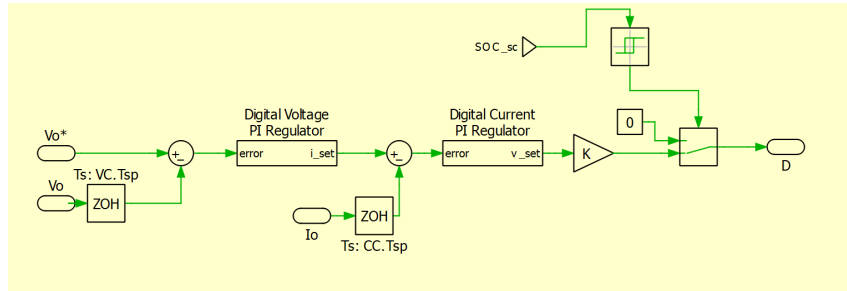 SOC_sc
Digital Voltage
PI Regulator
Digital Current
PI Regulator
Vo*
0
+
-
error
i_set
+
-
error
v_set
K
D
Vo
Ts: VC.Tsp
ZOH
Io
ZOH
Ts: CC.Tsp